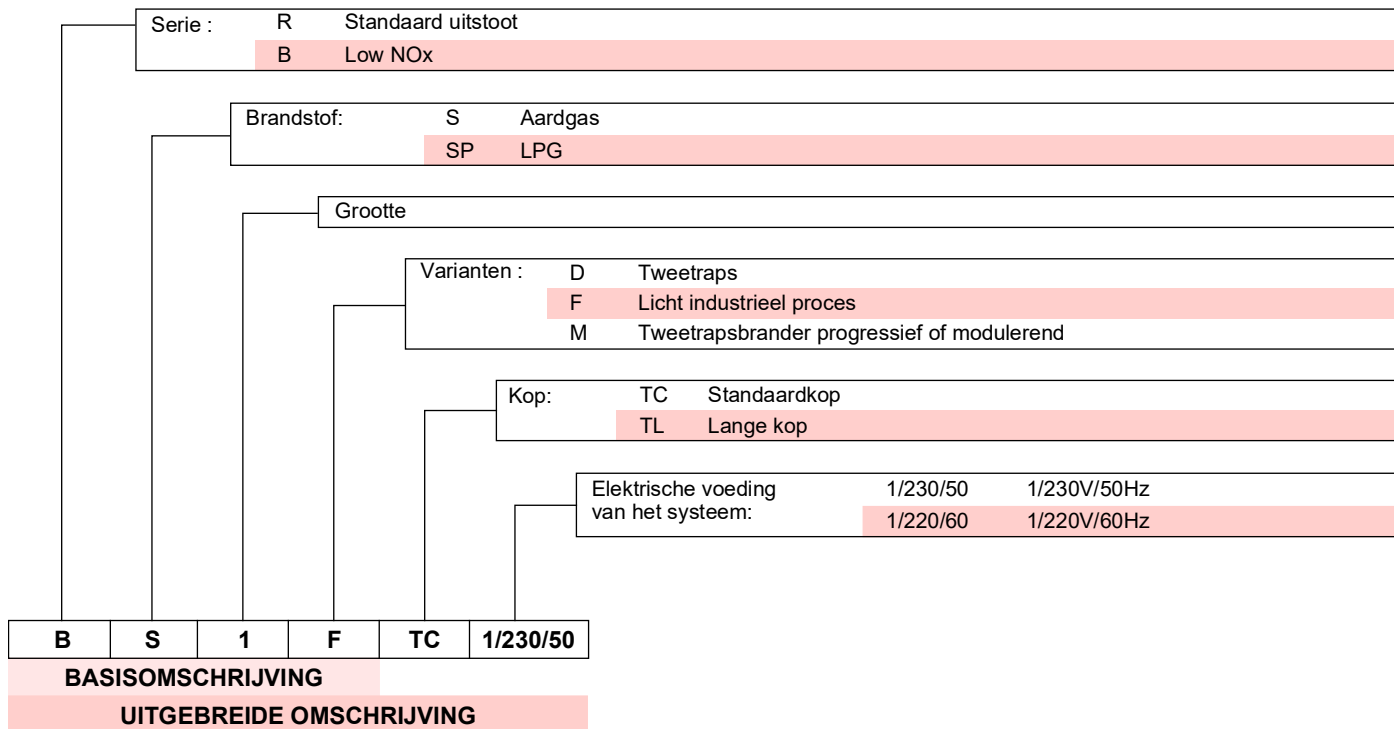 Serie : R Standaard uitstoot
B Low NOx
Brandstof: S Aardgas
SP LPG
Grootte
Varianten : D Tweetraps
F Licht industrieel proces
M Tweetrapsbrander progressief of modulerend
Kop: TC Standaardkop
TL Lange kop
Elektrische voeding 1/230/50 1/230V/50Hz
van het systeem: 1/220/60 1/220V/60Hz
B S 1 F TC 1/230/50
BASISOMSCHRIJVING
UITGEBREIDE OMSCHRIJVING